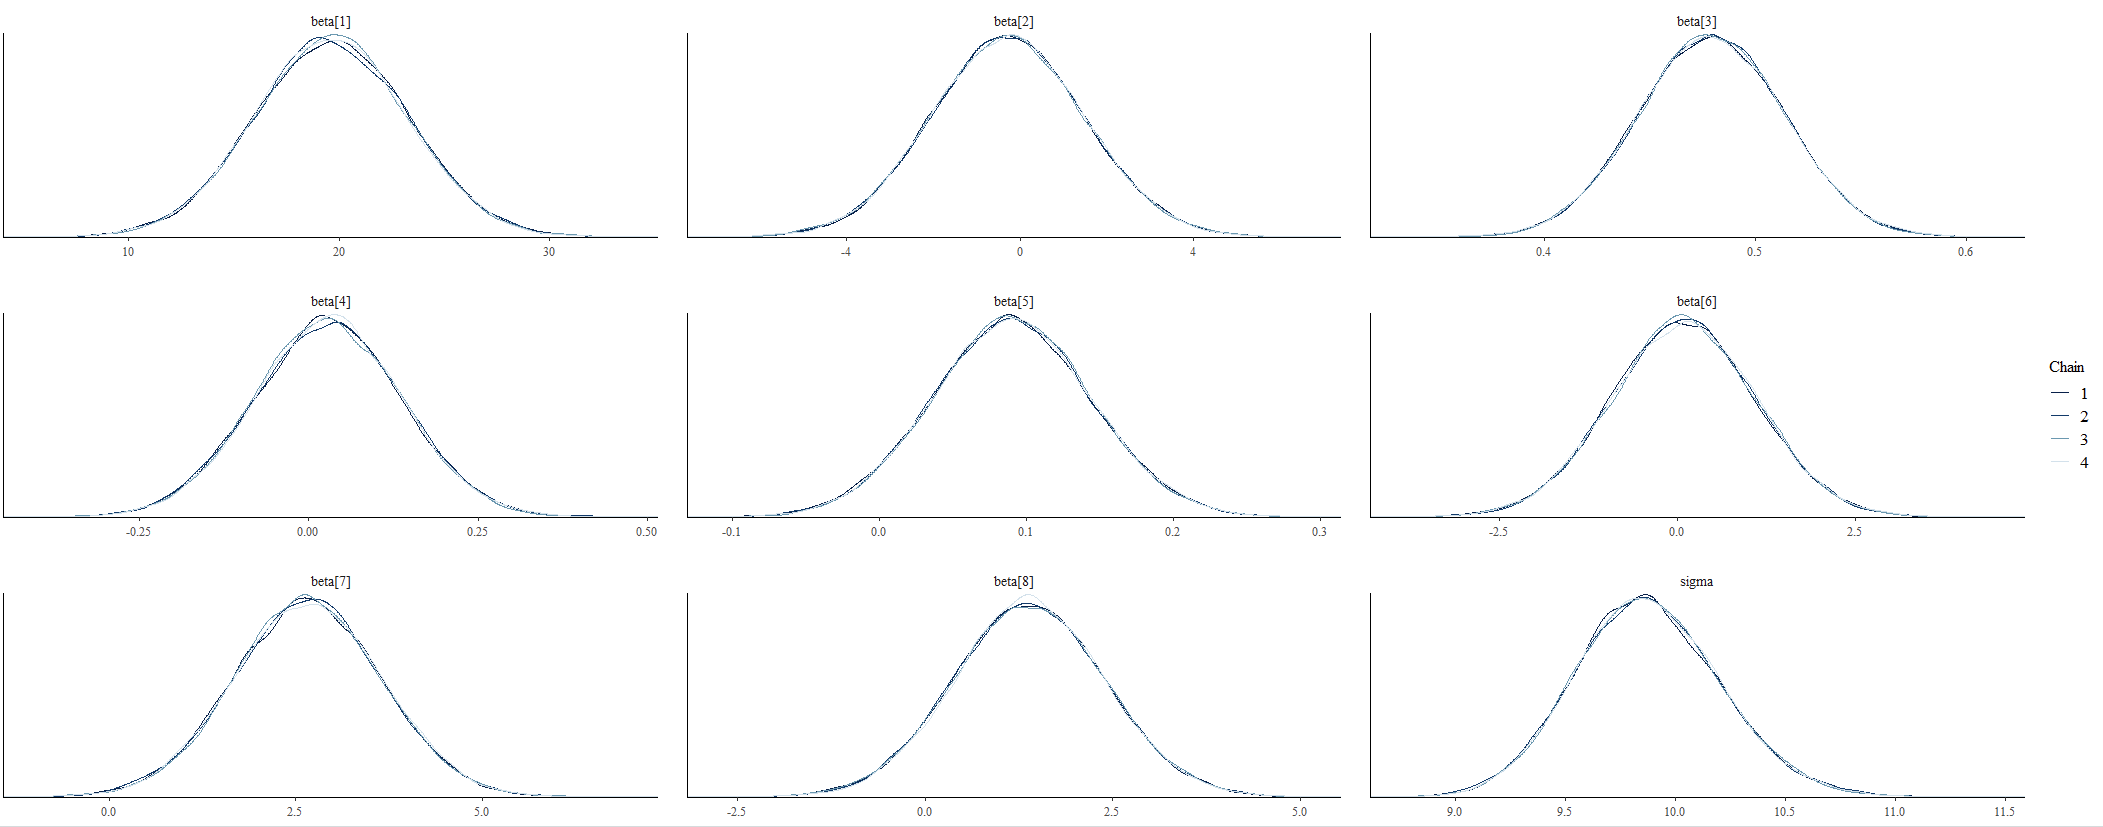 beta[1] beta[2] beta[3]
10 20 30 -4 0 4 0.4 0.5 0.6
beta[4] beta[5] beta[6]
-0.25 0.00 0.25 0.50 -0.1 0.0 0.1 0.2 0.3 -2.5 0.0 2.5
beta[7] beta[8] sigma
0.0 2.5 5.0 -2.5 0.0 2.5 5.0 9.0 9.5 10.0 10.5 11.0 11.5
Chain
1
2
3
4